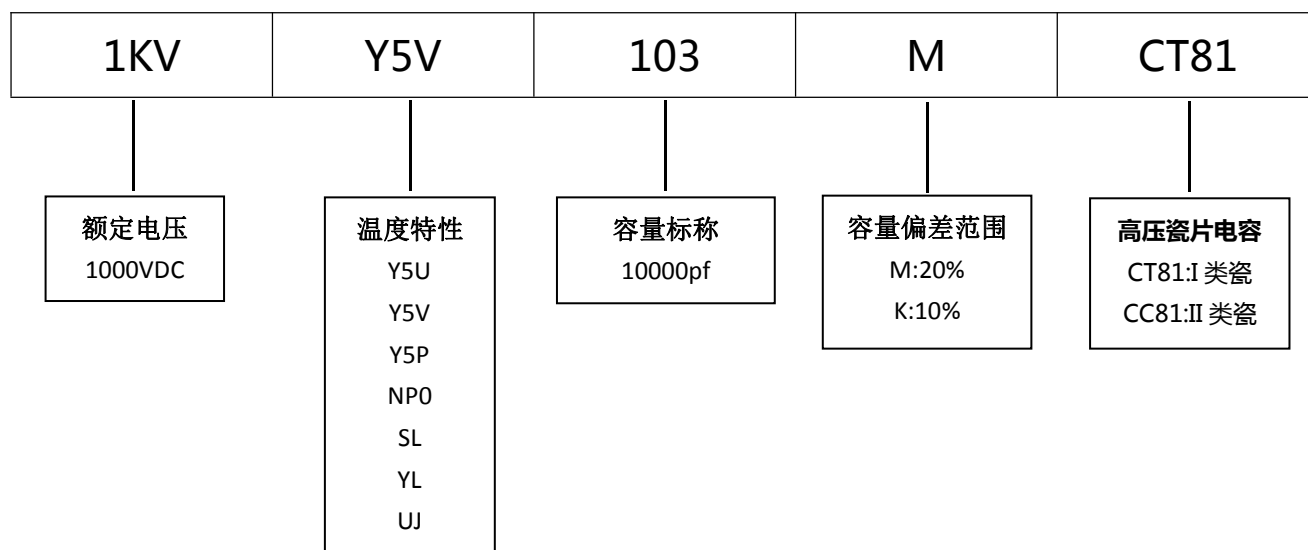 1KV Y5V 103 M CT81
额定电压
1000VDC
温度特性
Y5U
Y5V
Y5P
NP0
SL
YL
UJ
容量标称
10000pf
容量偏差范围
M:20%
K:10%
高压瓷片电容
CT81:I 类瓷
CC81:II 类瓷